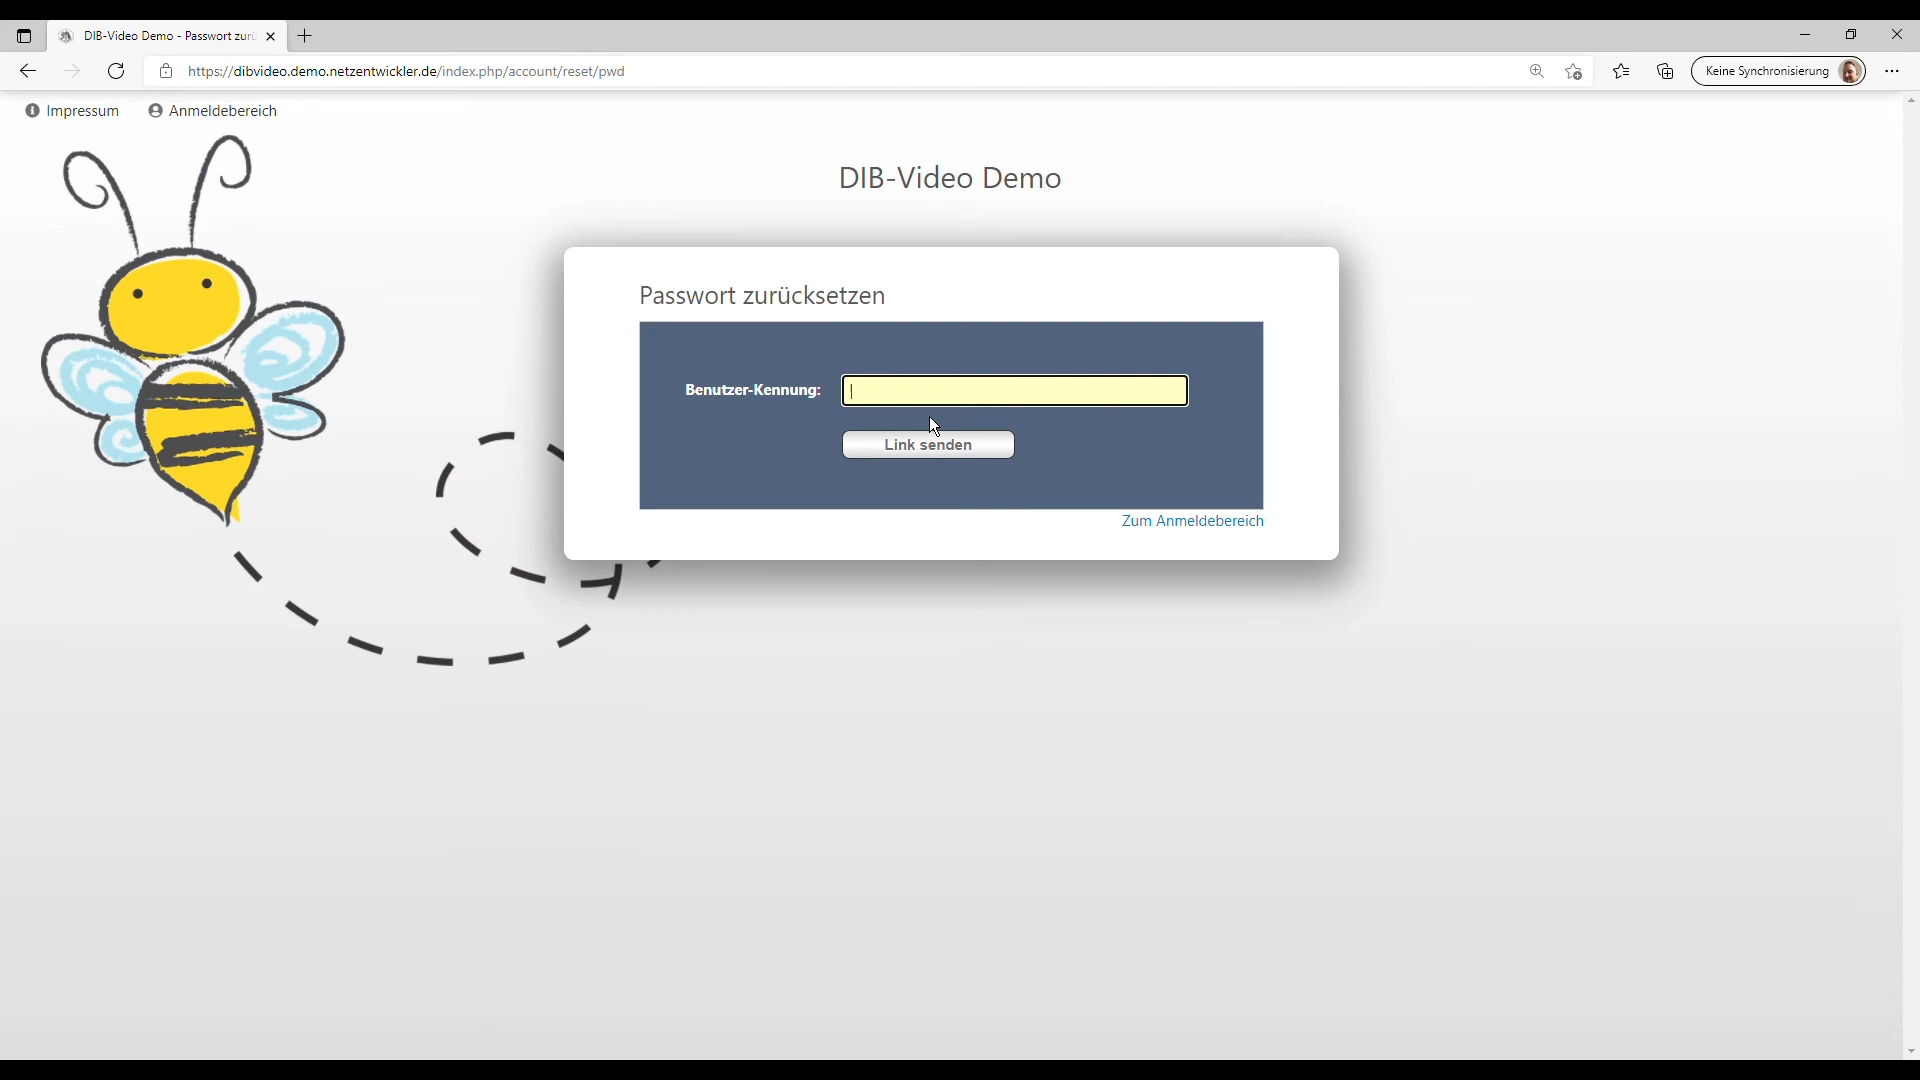 DIB-Video Demo - Passwort zurü
https://dibvideo.demo.netzentwickler.de/index.php/account/reset/pwd
Keine Synchronisierung
Impressum
Anmeldebereich
DIB-Video Demo
Passwort zurücksetzen
Benutzer-Kennung:
Link senden
Zum Anmeldebereich